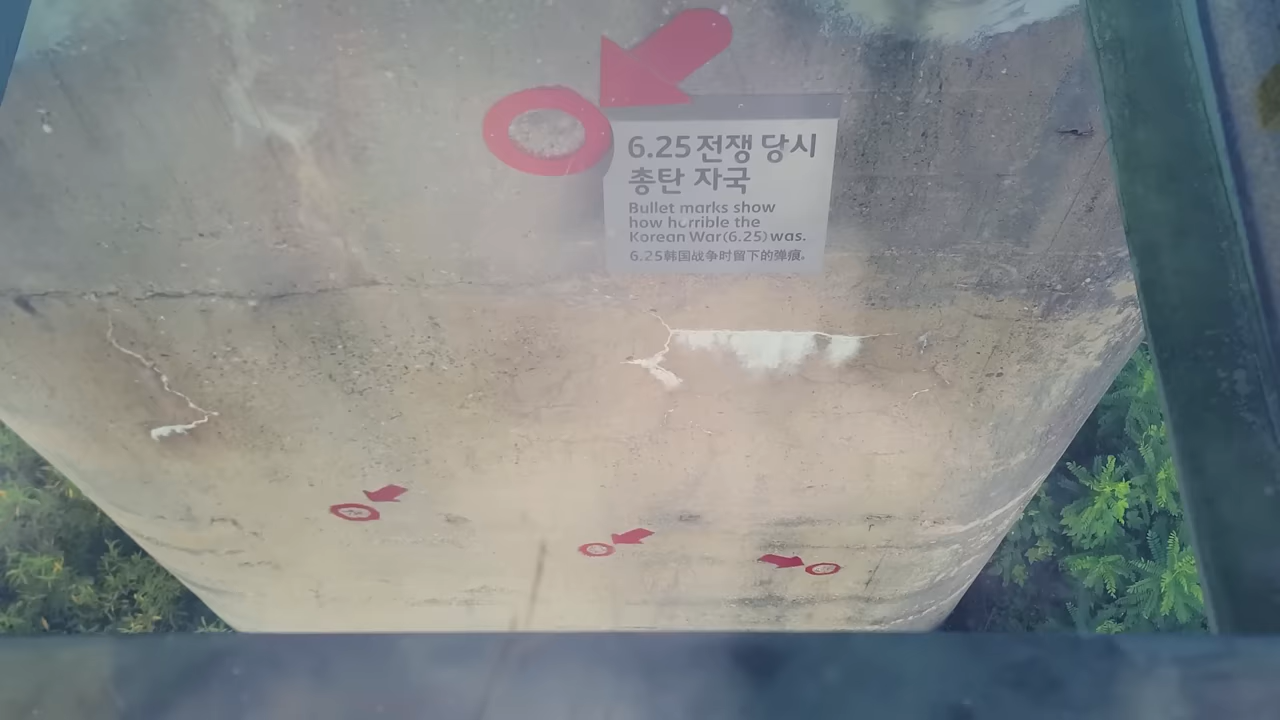 6.25 전쟁 당시
총탄 자국
Bullet marks show
how horrible the
Korean War(6.25) was.
6.25韩国战争时留下的弹痕。